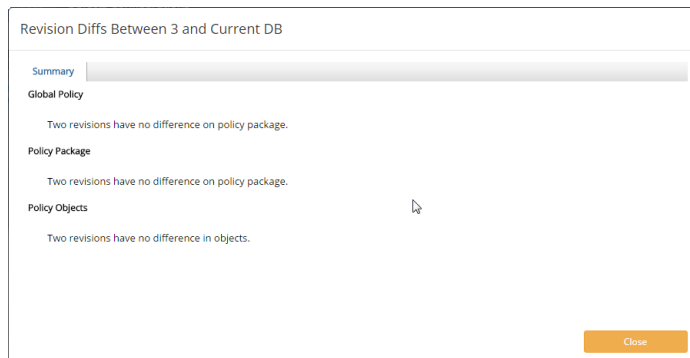 Revision Diffs Between 3 and Current DB
Summary
Global Policy
Two revisions have no difference on policy package.
Policy Package
Two revisions have no difference on policy package.
Policy Objects
Two revisions have no difference in objects.
Close